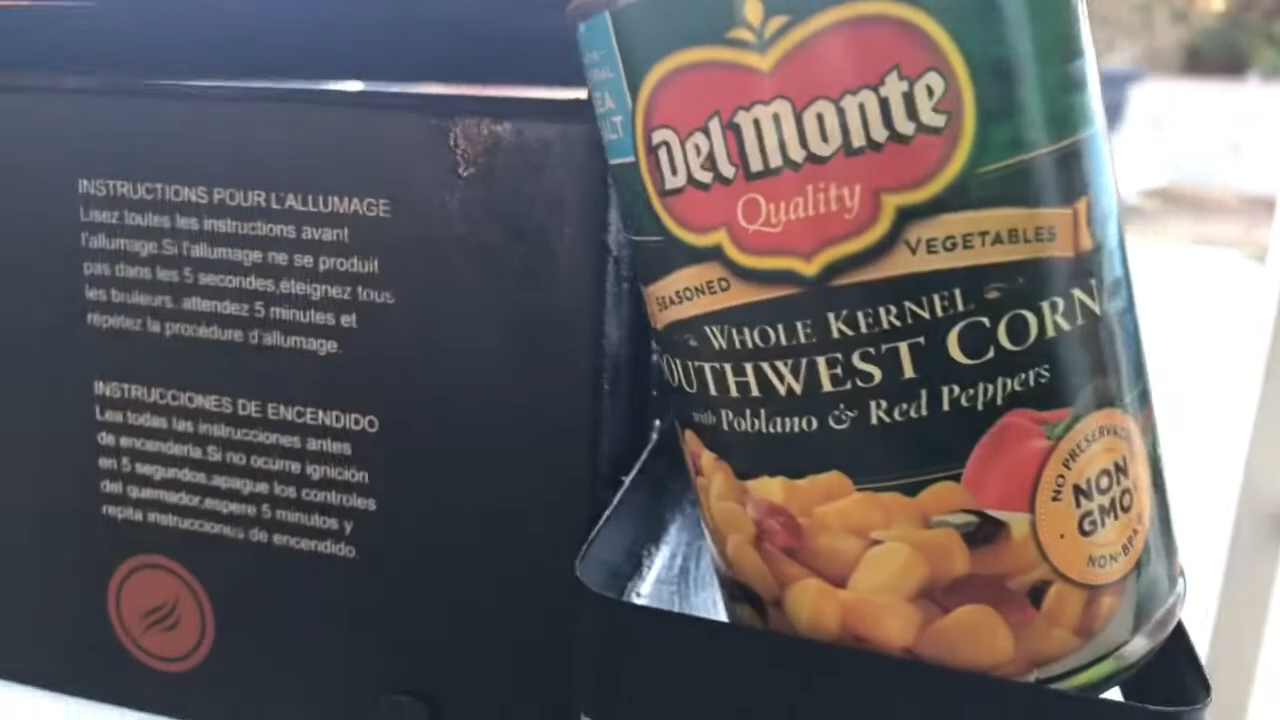 INSTRUCTIONS POUR L'ALLUMAGE
Lisez toutes les instructions avant
l'allumage.Si l'allumage ne se produit
pas dans les 5 secondes,éteignez tous
les bruleurs. attendez 5 minutes et
répétez la procédure d'allumage.
INSTRUCCIONES DE ENCENDIDO
Lea todas las instrucciones antes
de encenderla.Si no ocurre ignición
en 5 segundos,apague los controles
del quemador,espere 5 minutos y
repita instrucciones de encendido.
Del Monte
Quality
SEASONED VEGETABLES
WHOLE KERNEL
OUTHWEST CORN
with Poblano & Red Peppers
NO PRESERVA
NON
GMO
NON-BPA